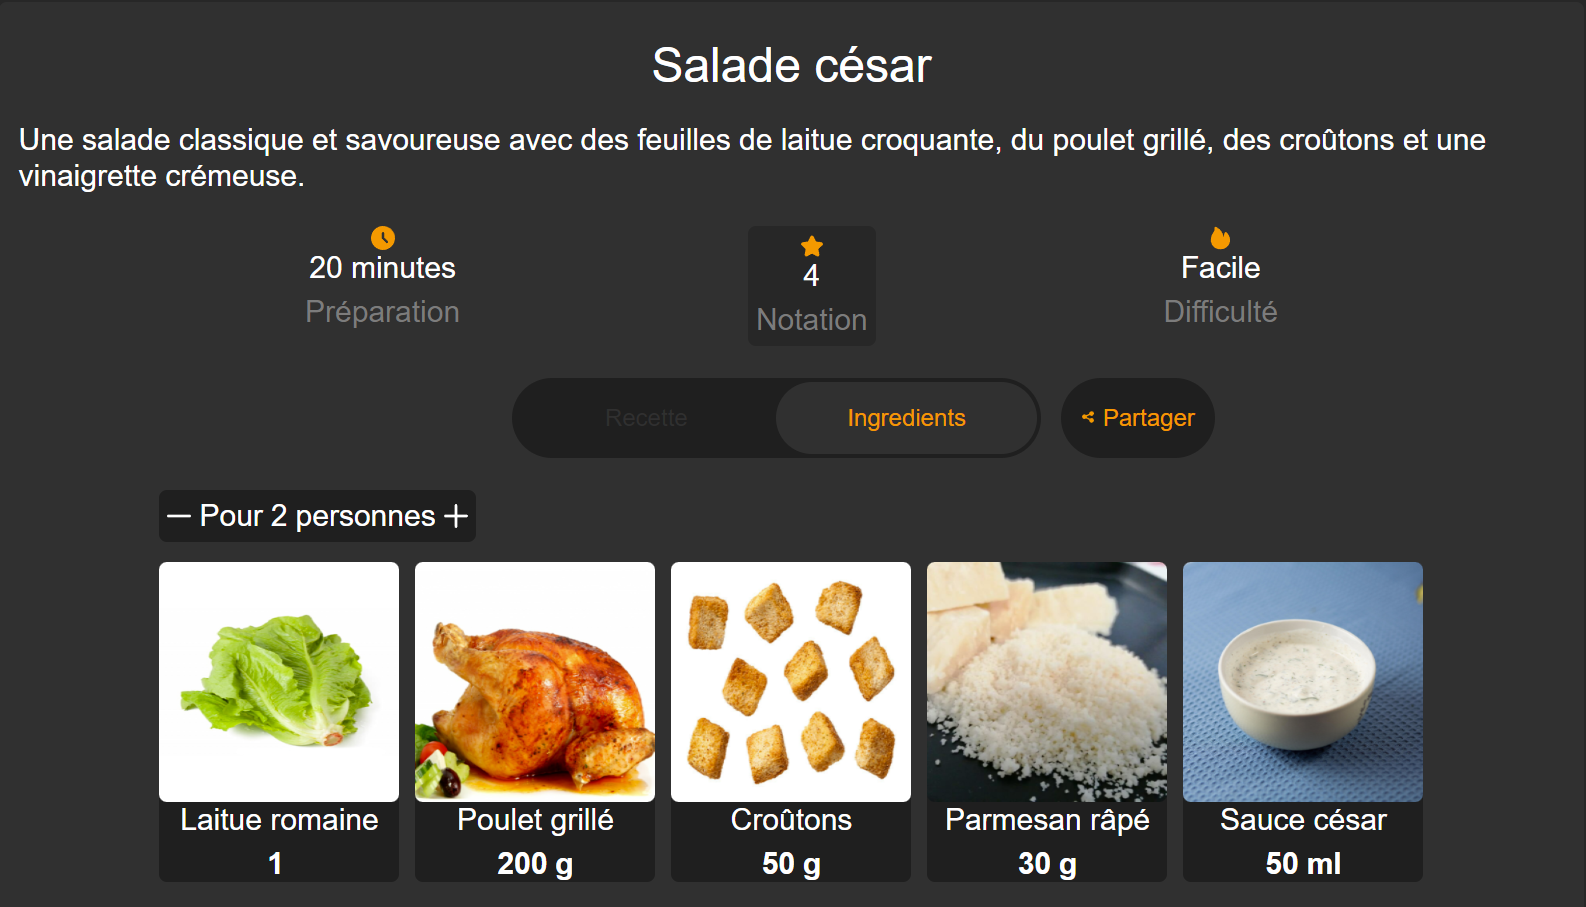 Salade césar
Une salade classique et savoureuse avec des feuilles de laitue croquante, du poulet grillé, des croûtons et une
vinaigrette crémeuse.
20 minutes
Préparation
4
Notation
Facile
Difficulté
Recette
Ingredients
Partager
Pour 2 personnes
Laitue romaine
1
Poulet grillé
200 g
Croûtons
50 g
Parmesan râpé
30 g
Sauce césar
50 ml